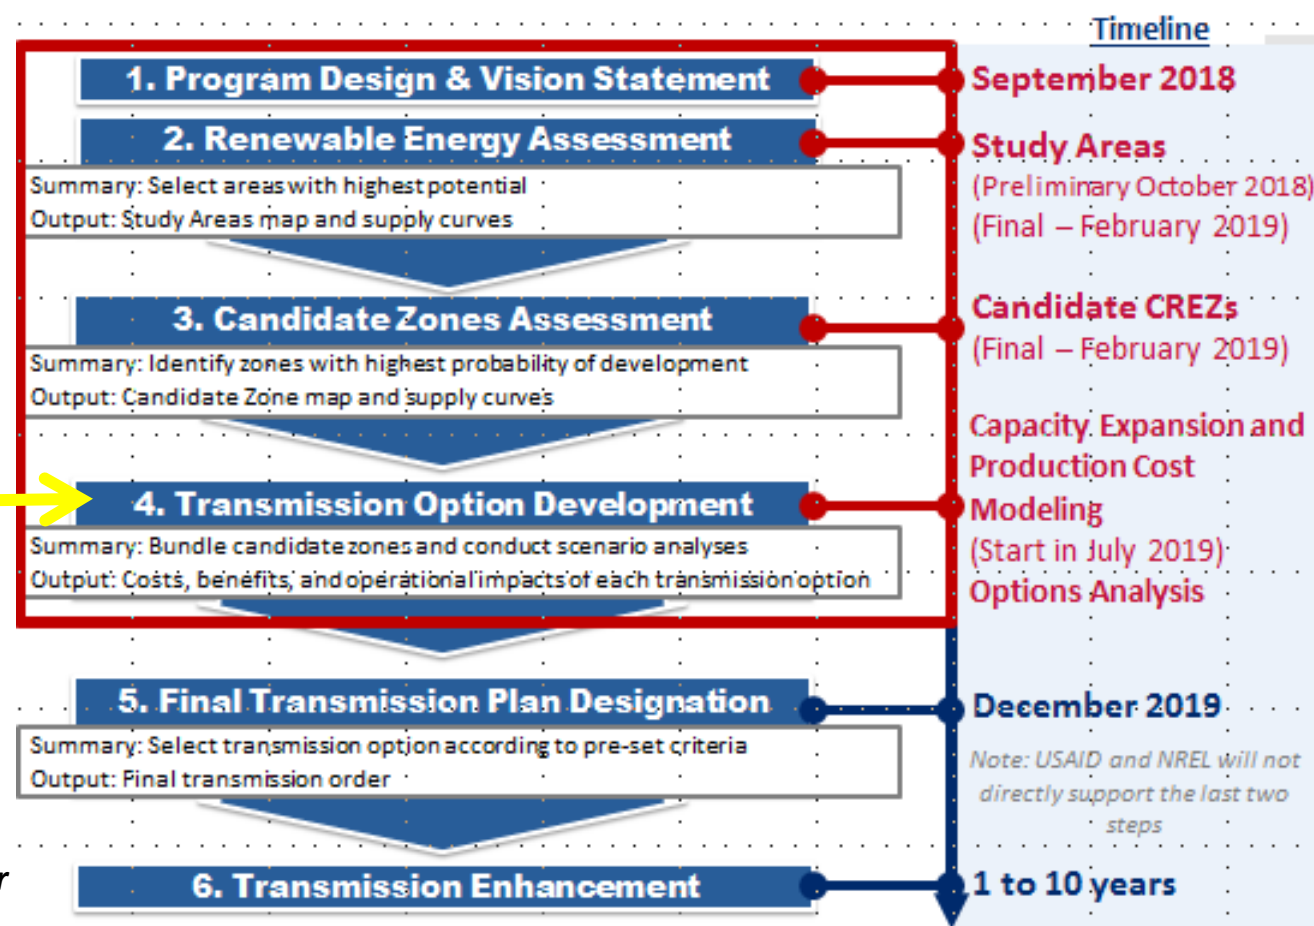 Timeline
1. Program Design & Vision Statement
September 2018
2. Renewable Energy Assessment
Study Areas
(Preliminary October 2018)
(Final – February 2019)
Summary: Select areas with highest potential
Output: Study Areas map and supply curves
3. Candidate Zones Assessment
Candidate CREZs
(Final – February 2019)
Summary: Identify zones with highest probability of development
Output: Candidate Zone map and supply curves
4. Transmission Option Development
Capacity Expansion and
Production Cost
Modeling
(Start in July 2019)
Options Analysis
Summary: Bundle candidate zones and conduct scenario analyses
Output: Costs, benefits, and operational impacts of each transmission option
5. Final Transmission Plan Designation
December 2019
Summary: Select transmission option according to pre-set criteria
Output: Final transmission order
Note: USAID and NREL will not
directly support the last two
steps
r
6. Transmission Enhancement
1 to 10 years